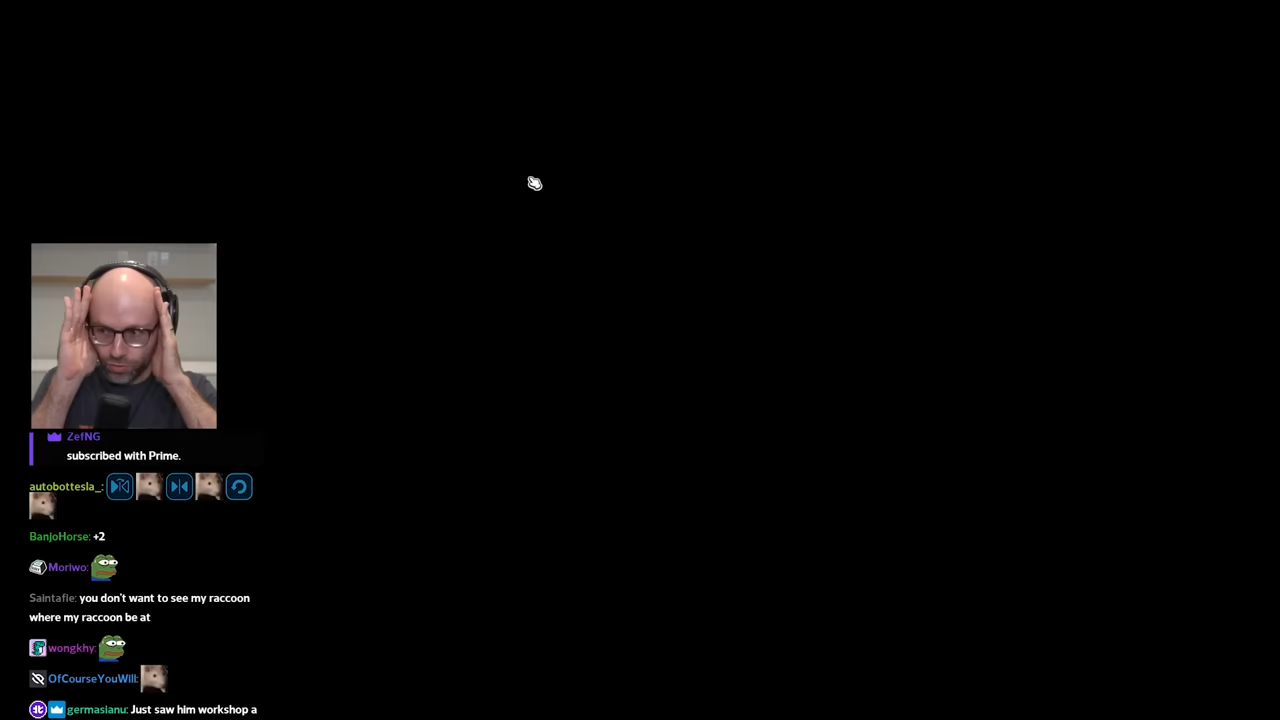 ZefNG
subscribed with Prime.
autobottesla_:
BanjoHorse: +2
Moriwo:
Saintafle: you don't want to see my raccoon
where my raccoon be at
wongkhy:
OfCourseYouWill:
germasianu: Just saw him workshop a